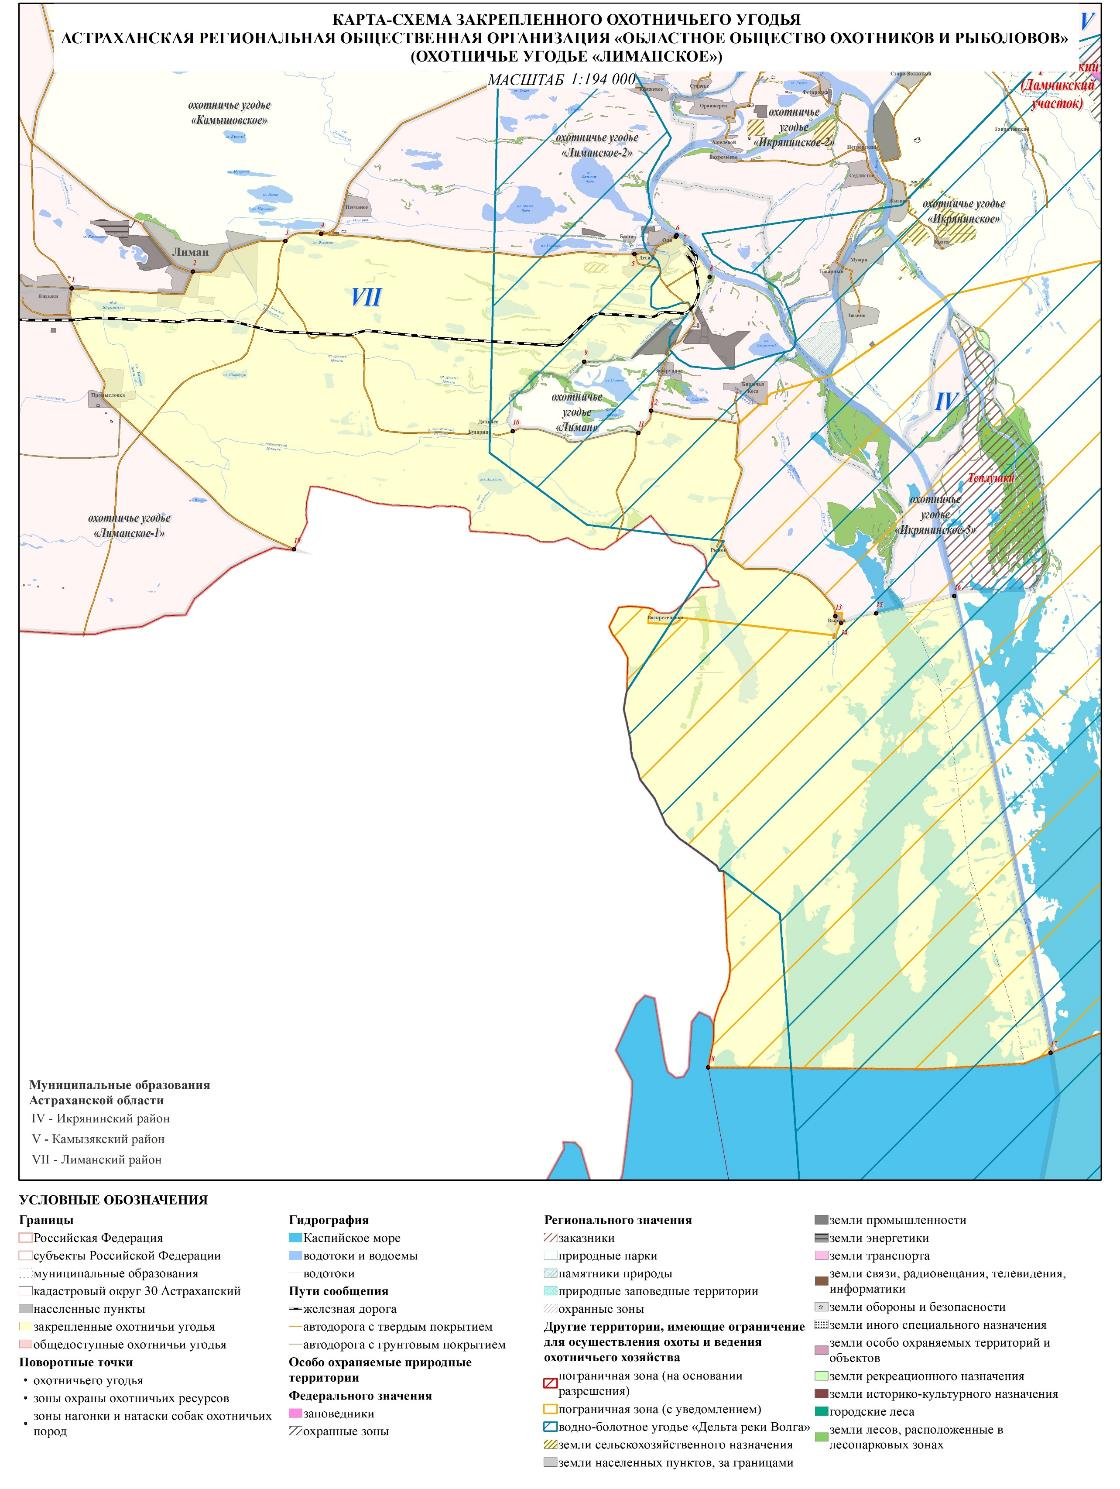 КАРТА-СХЕМА ЗАКРЕПЛЕННОГО ОХОТНИЧЬЕГО УГОДЬЯ
АСТРАХАНСКАЯ РЕГИОНАЛЬНАЯ ОБЩЕСТВЕННАЯ ОРГАНИЗАЦИЯ «ОБЛАСТНОЕ ОБЩЕСТВО ОХОТНИКОВ И РЫБОЛОВОВ»
(ОХОТНИЧЬЕ УГОДЬЕ «ЛИМАНСКОЕ»)
МАСШТАБ 1:194 000
V
(Дамчикский
участок)
охотничье угодье
«Камышовское»
охотничье угодье
«Лиманское-2»
охотничье
угодье
«Икрянинское-2»
охотничье угодье
«Икрянинское»
Лиман
VII
охотничье
угодье
«Лиман»
IV
Теплушки
охотничье
угодье
«Икрянинское-3»
охотничье угодье
«Лиманское-1»
Муниципальные образования
Астраханской области
IV - Икрянинский район
V - Камызякский район
VII - Лиманский район
УСЛОВНЫЕ ОБОЗНАЧЕНИЯ
Границы
Российская Федерация
субъекты Российской Федерации
муниципальные образования
кадастровый округ 30 Астраханский
населенные пункты
закрепленные охотничьи угодья
общедоступные охотничьи угодья
Поворотные точки
охотничьего угодья
зоны охраны охотничьих ресурсов
зоны нагонки и натаски собак охотничьих
пород
Гидрография
Каспийское море
водотоки и водоемы
водотоки
Пути сообщения
железная дорога
автодорога с твердым покрытием
автодорога с грунтовым покрытием
Особо охраняемые природные
территории
Федерального значения
заповедники
охранные зоны
Регионального значения
заказники
природные парки
памятники природы
природные заповедные территории
охранные зоны
Другие территории, имеющие ограничение
для осуществления охоты и ведения
охотничьего хозяйства
пограничная зона (на основании
разрешения)
пограничная зона (с уведомлением)
водно-болотное угодье «Дельта реки Волга»
земли сельскохозяйственного назначения
земли населенных пунктов, за границами
земли промышленности
земли энергетики
земли транспорта
земли связи, радиовещания, телевидения,
информатики
земли обороны и безопасности
земли иного специального назначения
земли особо охраняемых территорий и
объектов
земли рекреационного назначения
земли историко-культурного назначения
городские леса
земли лесов, расположенные в
лесопарковых зонах